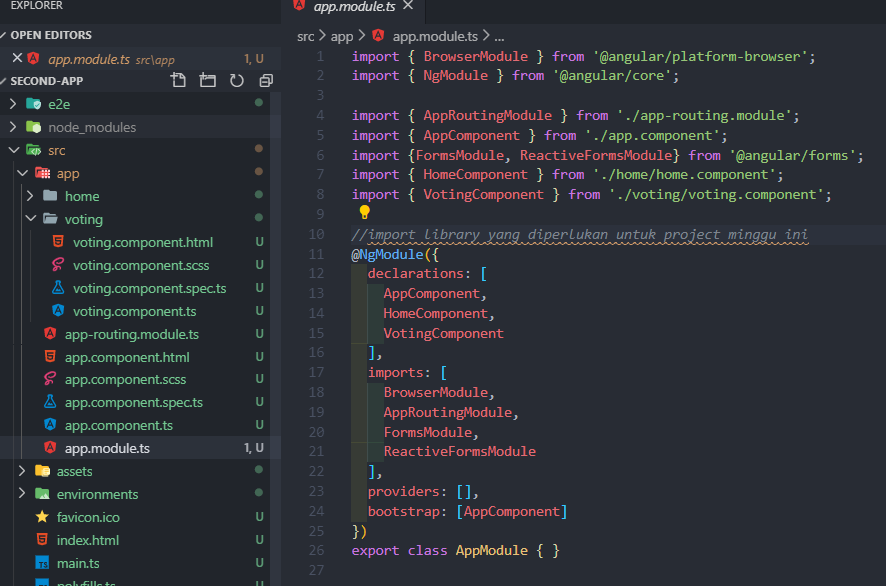 EXPLORER
OPEN EDITORS
app.module.ts src\app 1, U
SECOND-APP
e2e
node_modules
src
app
home
voting
voting.component.html U
voting.component.scss U
voting.component.spec.ts U
voting.component.ts U
app-routing.module.ts U
app.component.html U
app.component.scss U
app.component.spec.ts U
app.component.ts U
app.module.ts 1, U
assets
environments
favicon.ico U
index.html U
main.ts U
polyfills.ts U
app.module.ts
src > app > app.module.ts > ...
1 import { BrowserModule } from '@angular/platform-browser';
2 import { NgModule } from '@angular/core';
3
4 import { AppRoutingModule } from './app-routing.module';
5 import { AppComponent } from './app.component';
6 import {FormsModule, ReactiveFormsModule} from '@angular/forms';
7 import { HomeComponent } from './home/home.component';
8 import { VotingComponent } from './voting/voting.component';
9
10 //import library yang diperlukan untuk project minggu ini
11 @NgModule({
12 declarations: [
13 AppComponent,
14 HomeComponent,
15 VotingComponent
16 ],
17 imports: [
18 BrowserModule,
19 AppRoutingModule,
20 FormsModule,
21 ReactiveFormsModule
22 ],
23 providers: [],
24 bootstrap: [AppComponent]
25 })
26 export class AppModule { }
27